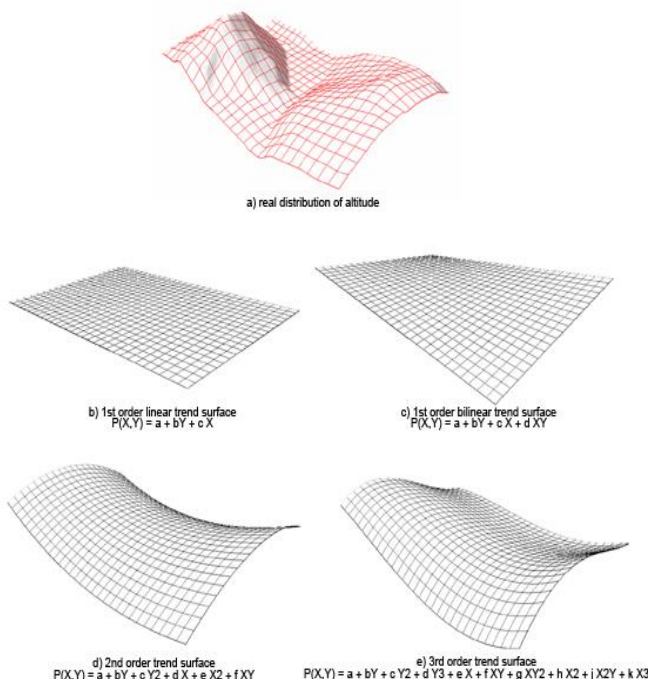 a) real distribution of altitude
b) 1st order linear trend surface
P(X,Y) = a + bY + c X
c) 1st order bilinear trend surface
P(X,Y) = a + bY + c X + d XY
d) 2nd order trend surface
P(X,Y) = a + bY + c Y2 + d X + e X2 + f XY
e) 3rd order trend surface
P(X,Y) = a + bY + c Y2 + d Y3 + e X + f XY + g XY2 + h X2 + j X2Y + k X3